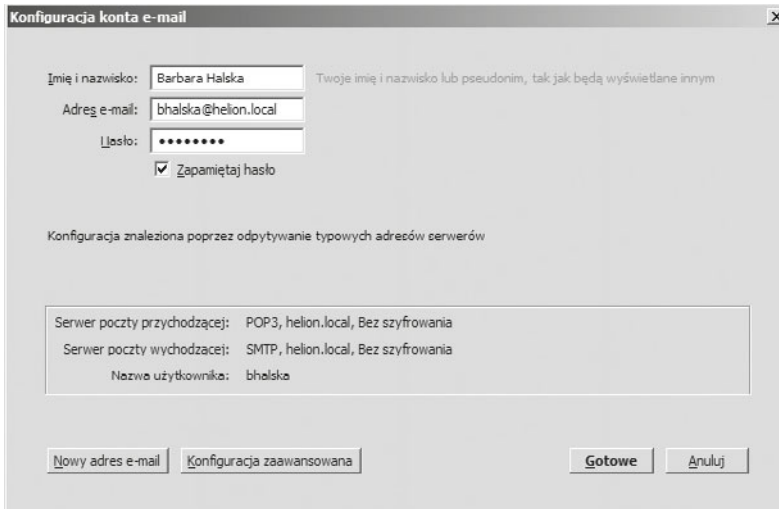 Konfiguracja konta e-mail
Imię i nazwisko: Barbara Halska Twoje imię i nazwisko lub pseudonim, tak jak będą wyświetlane innym
Adres e-mail: bhalska@helion.local
Hasło: ••••••••
Zapamiętaj hasło
Konfiguracja znaleziona poprzez odpytywanie typowych adresów serwerów
Serwer poczty przychodzącej: POP3, helion.local, Bez szyfrowania
Serwer poczty wychodzącej: SMTP, helion.local, Bez szyfrowania
Nazwa użytkownika: bhalska
Nowy adres e-mail Konfiguracja zaawansowana Gotowe Anuluj